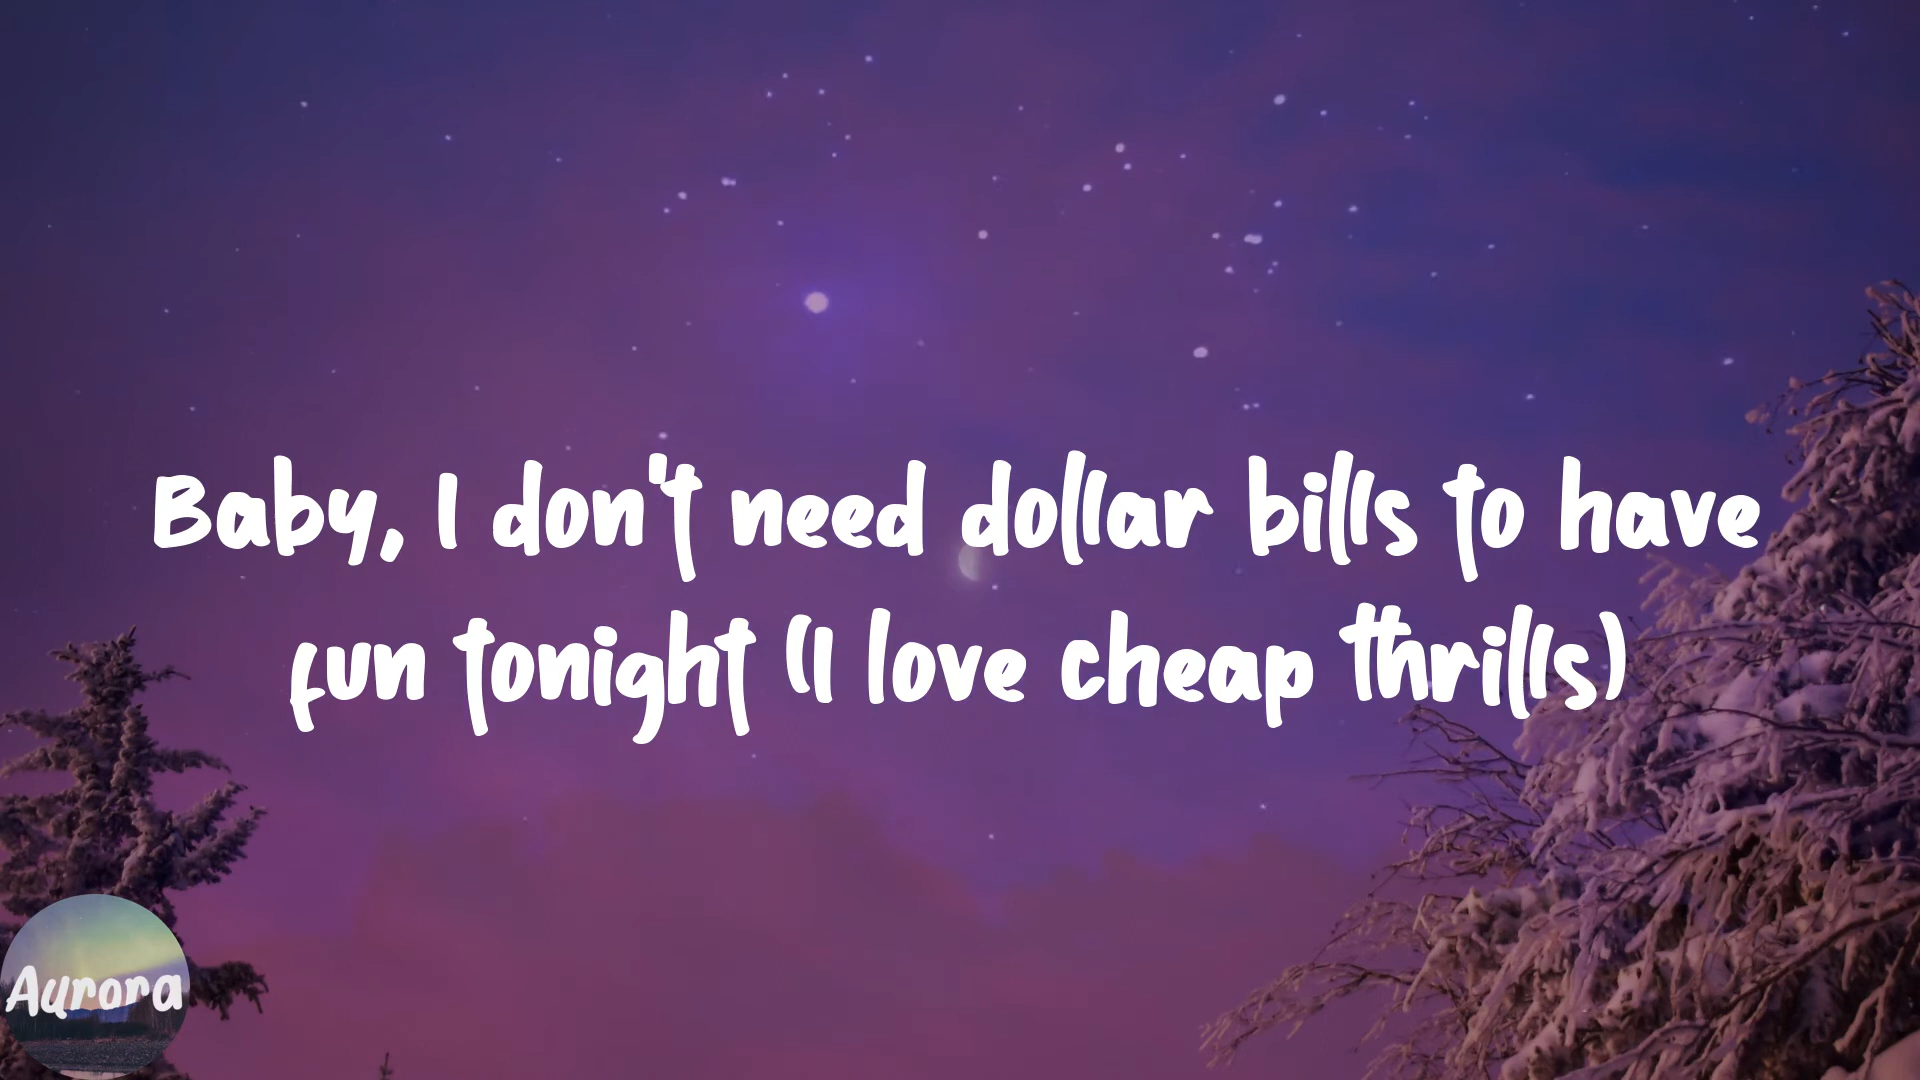 Baby, I don't need dollar bills to have
fun tonight (I love cheap thrills)
Aurora